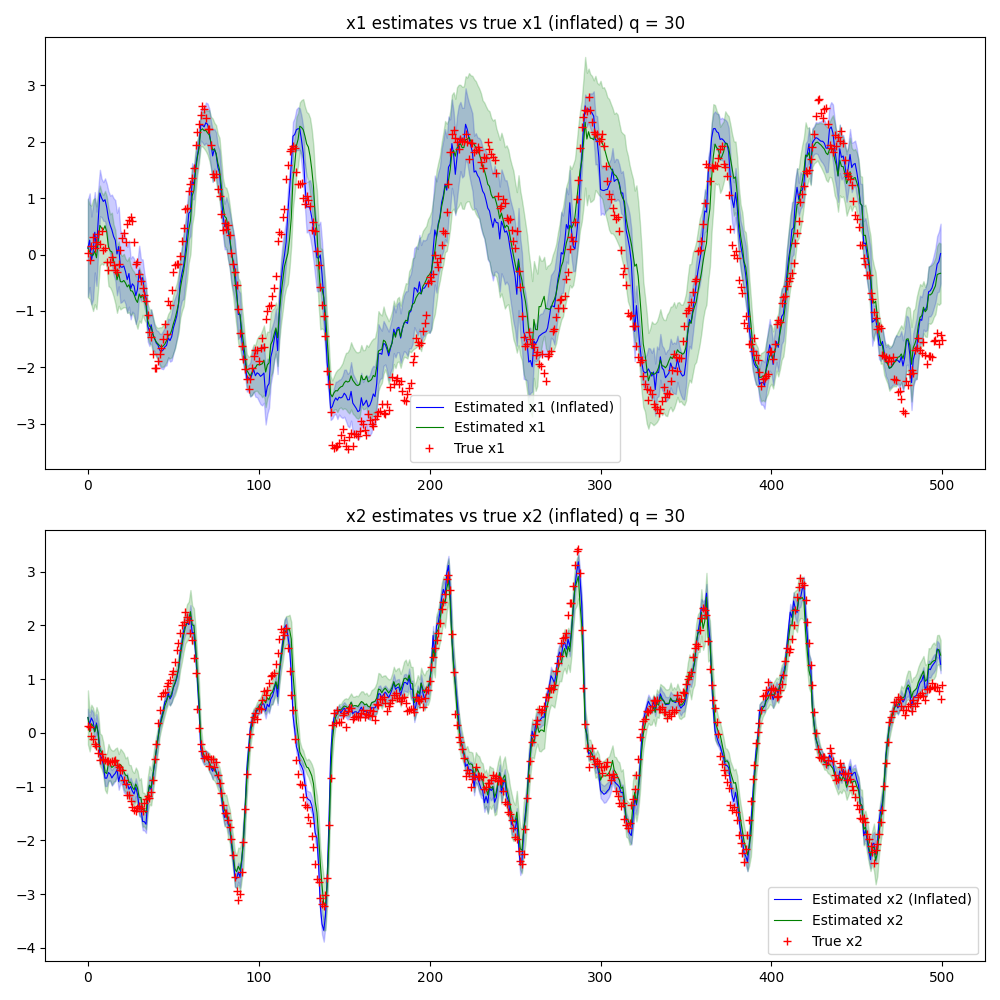 x1 estimates vs true x1 (inflated) q = 30
3
2
1
0
−1
−2
−3
Estimated x1 (Inflated)
Estimated x1
True x1
0 100 200 300 400 500
x2 estimates vs true x2 (inflated) q = 30
3
2
1
0
−1
−2
−3
−4
Estimated x2 (Inflated)
Estimated x2
True x2
0 100 200 300 400 500